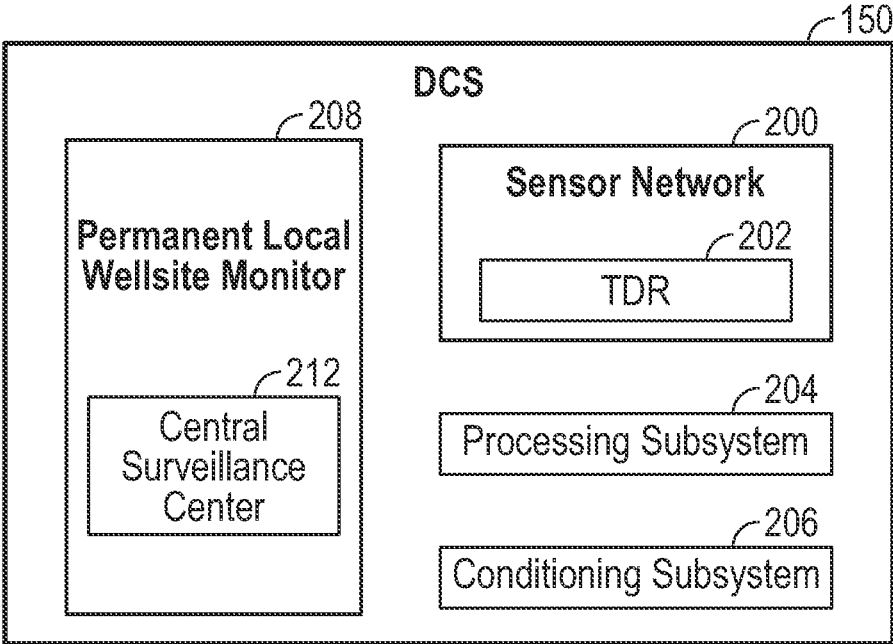 150
DCS
208
Permanent Local
Wellsite Monitor
212
Central
Surveillance
Center
200
Sensor Network
202
TDR
204
Processing Subsystem
206
Conditioning Subsystem